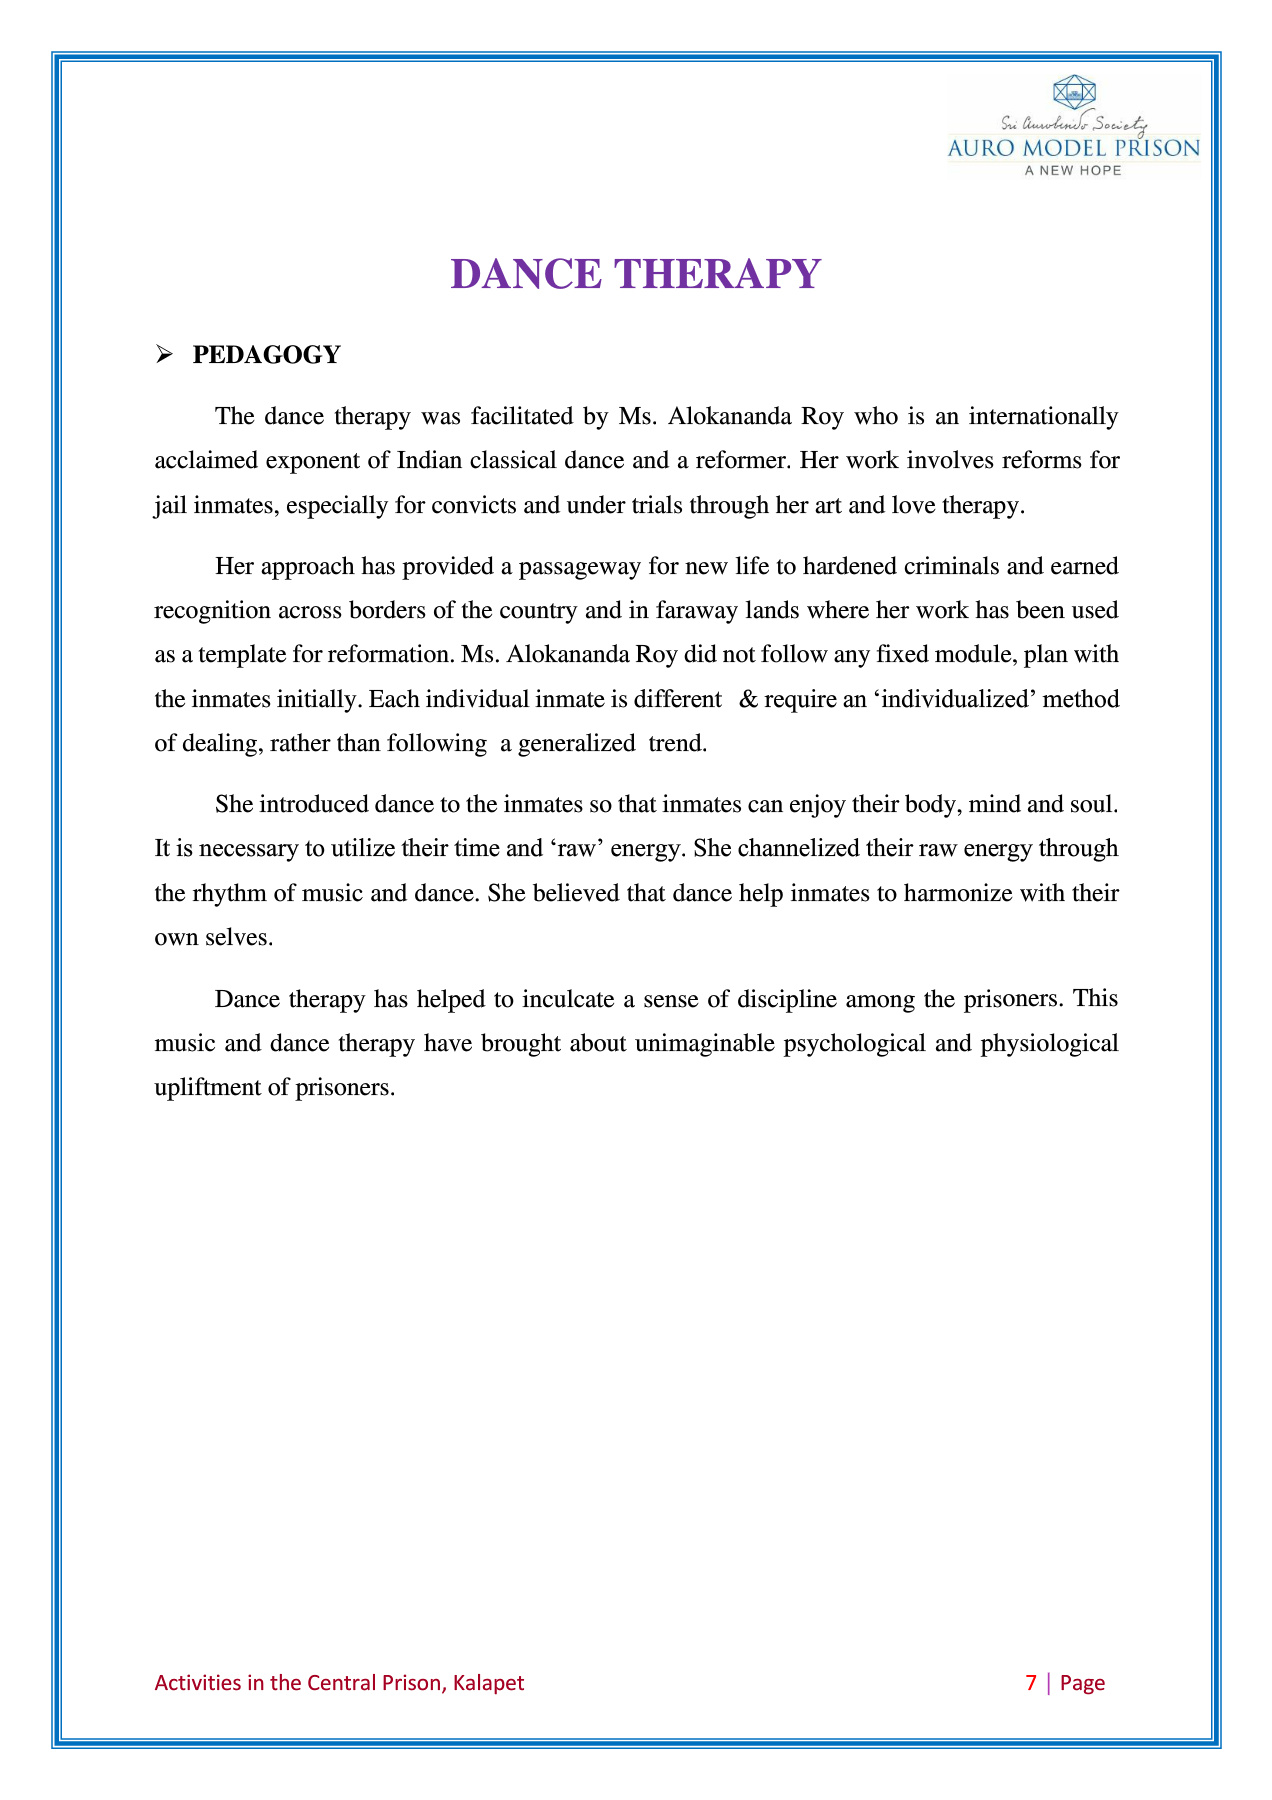 Sri Aurobindo Society
AURO MODEL PRISON
A NEW HOPE
DANCE THERAPY
➢ PEDAGOGY
The dance therapy was facilitated by Ms. Alokananda Roy who is an internationally
acclaimed exponent of Indian classical dance and a reformer. Her work involves reforms for
jail inmates, especially for convicts and under trials through her art and love therapy.
Her approach has provided a passageway for new life to hardened criminals and earned
recognition across borders of the country and in faraway lands where her work has been used
as a template for reformation. Ms. Alokananda Roy did not follow any fixed module, plan with
the inmates initially. Each individual inmate is different & require an ‘individualized’ method
of dealing, rather than following a generalized trend.
She introduced dance to the inmates so that inmates can enjoy their body, mind and soul.
It is necessary to utilize their time and ‘raw’ energy. She channelized their raw energy through
the rhythm of music and dance. She believed that dance help inmates to harmonize with their
own selves.
Dance therapy has helped to inculcate a sense of discipline among the prisoners. This
music and dance therapy have brought about unimaginable psychological and physiological
upliftment of prisoners.
Activities in the Central Prison, Kalapet 7 | Page